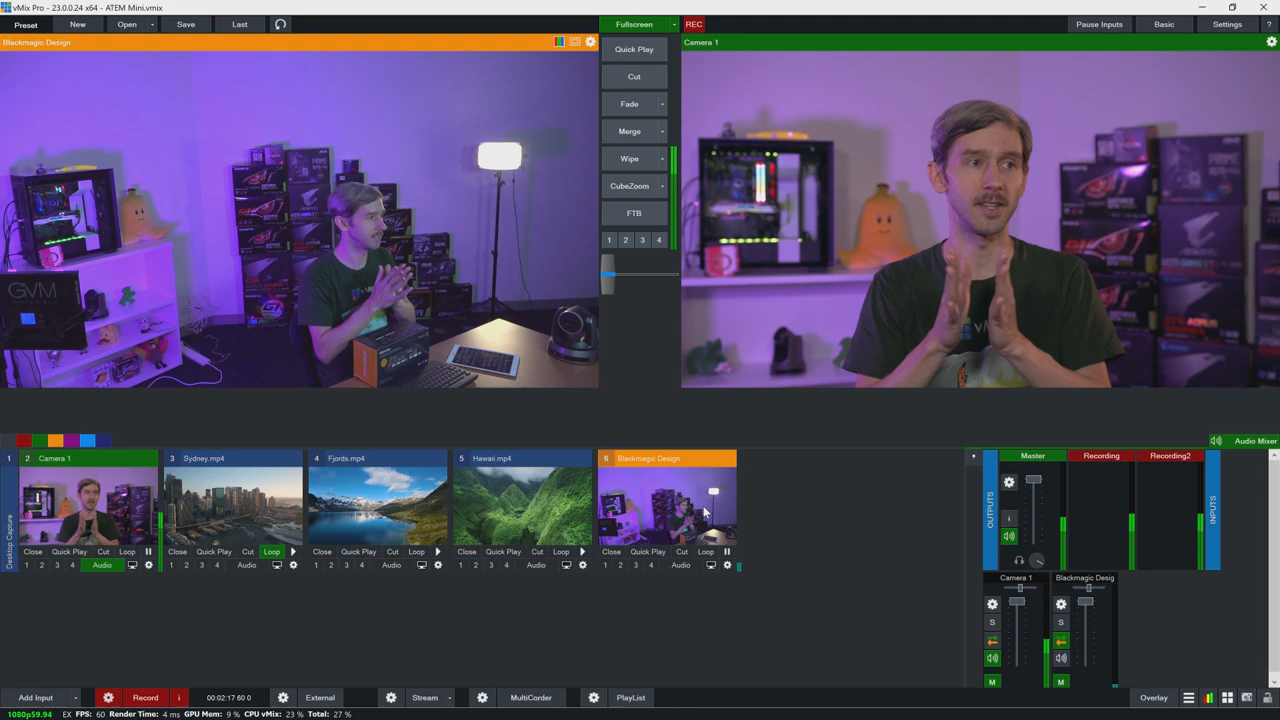 vMix Pro - 23.0.0.24 x64 - ATEM Mini.vmix
Preset New Open Save Last Fullscreen REC Pause Inputs Basic Settings ?
Blackmagic Design
Camera 1
Quick Play
Cut
Fade
Merge
Wipe
CubeZoom
FTB
1 2 3 4
GVM
vMix
Audio Mixer
1 Desktop Capture
2 Camera 1
3 Sydney.mp4
4 Fjords.mp4
5 Hawaii.mp4
6 Blackmagic Design
Close Quick Play Cut Loop
1 2 3 4 Audio
Close Quick Play Cut Loop
1 2 3 4 Audio
Close Quick Play Cut Loop
1 2 3 4 Audio
Close Quick Play Cut Loop
1 2 3 4 Audio
Close Quick Play Cut Loop
1 2 3 4 Audio
OUTPUTS
Master Recording Recording2
i
INPUTS
Camera 1 Blackmagic Desig
S S
M M
Add Input Record i 00:02:17 60 0 External Stream MultiCorder PlayList Overlay
1080p59.94 EX FPS: 60 Render Time: 4 ms GPU Mem: 9 % CPU vMix: 23 % Total: 27 %